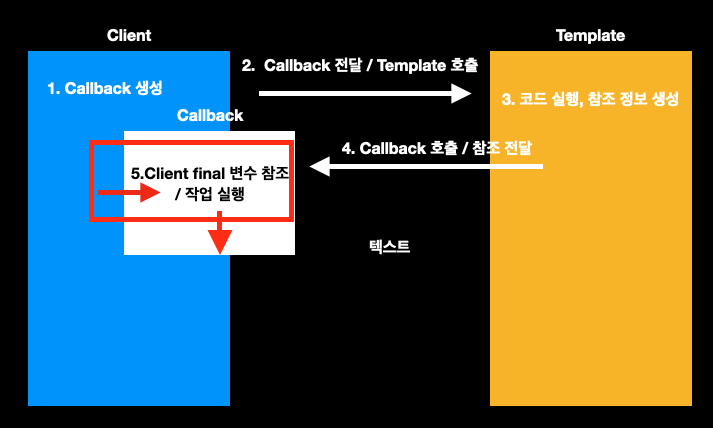 Client
Template
2. Callback 전달 / Template 호출
1. Callback 생성
3. 코드 실행, 참조 정보 생성
Callback
4. Callback 호출 / 참조 전달
5.Client final 변수 참조
/ 작업 실행
텍스트